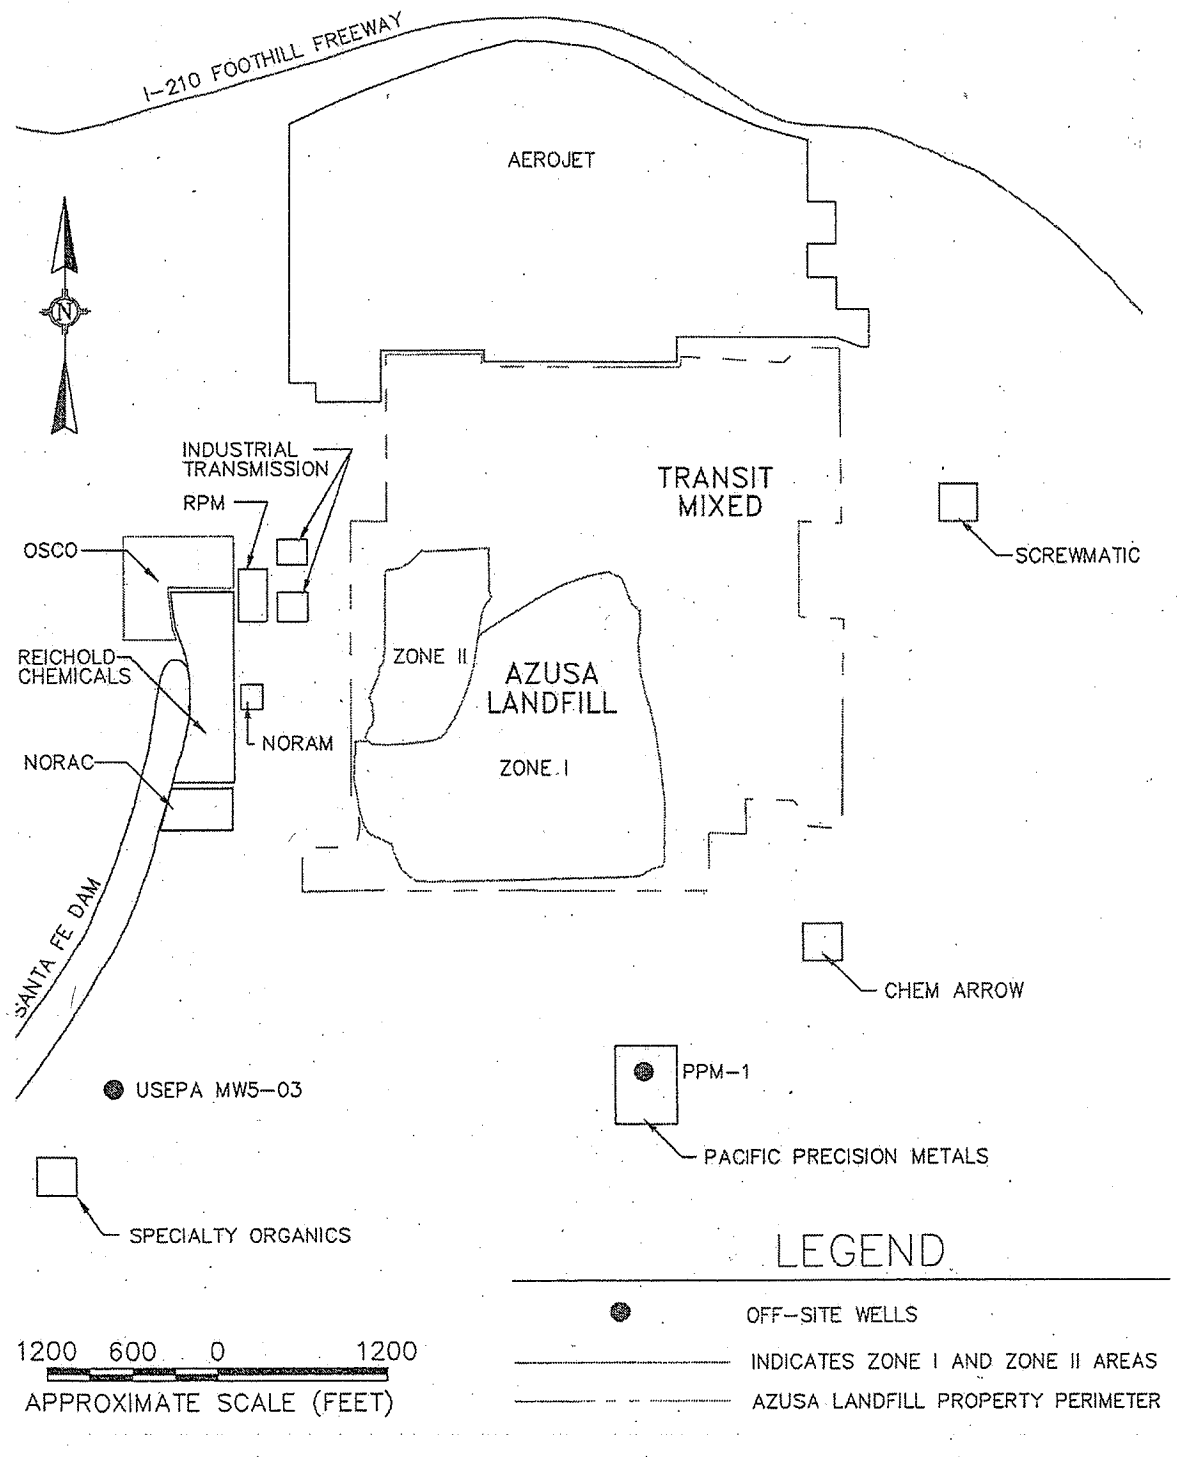 I-210 FOOTHILL FREEWAY
AEROJET
N
INDUSTRIAL
TRANSMISSION
RPM
TRANSIT
MIXED
OSCO
SCREWMATIC
REICHOLD
CHEMICALS
ZONE II
AZUSA
LANDFILL
NORAM
NORAC
ZONE I
SANTA FE DAM
CHEM ARROW
PPM-1
USEPA MW5-03
PACIFIC PRECISION METALS
SPECIALTY ORGANICS
LEGEND
OFF-SITE WELLS
1200 600 0 1200
INDICATES ZONE I AND ZONE II AREAS
APPROXIMATE SCALE (FEET)
AZUSA LANDFILL PROPERTY PERIMETER